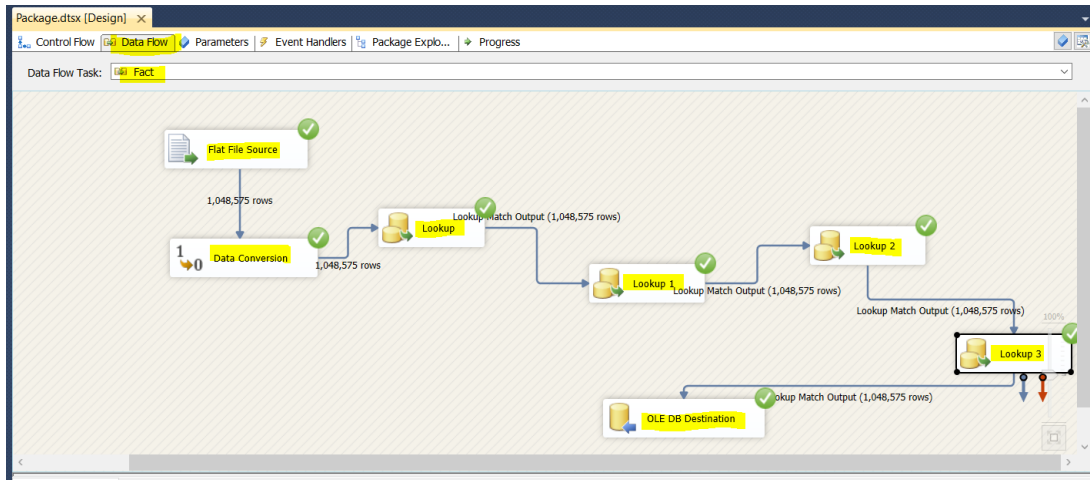 Package.dtsx [Design]
Control Flow Data Flow Parameters Event Handlers Package Explo... Progress
Data Flow Task: Fact
Flat File Source
1,048,575 rows
Data Conversion
1,048,575 rows
Lookup
Lookup Match Output (1,048,575 rows)
Lookup 1
Lookup Match Output (1,048,575 rows)
Lookup 2
Lookup Match Output (1,048,575 rows)
100%
Lookup 3
ookup Match Output (1,048,575 rows)
OLE DB Destination